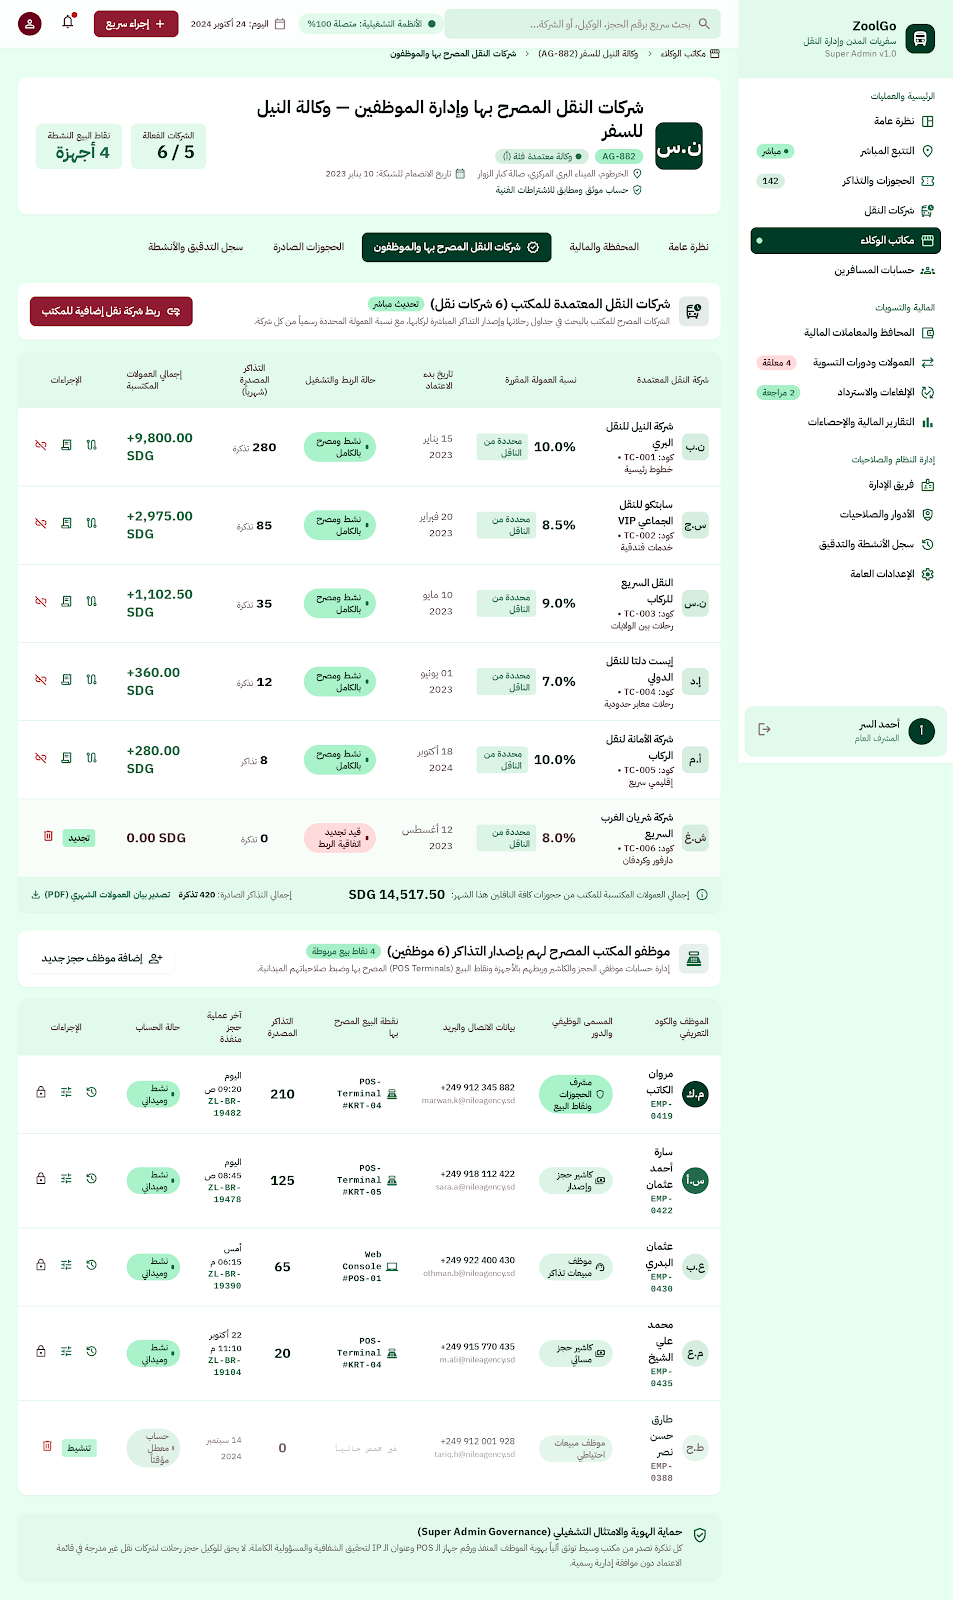 ZoolGo
سفريات المدن وإدارة النقل
Super Admin v1.0
الرئيسية والعمليات
نظرة عامة
التتبع المباشر
مباشر
الحجوزات والتذاكر
142
شركات النقل
مكاتب الوكلاء
حسابات المسافرين
المالية والتسويات
المحافظ والمعاملات المالية
العمولات ودورات التسوية
4 معلقة
الإلغاءات والاسترداد
2 مراجعة
التقارير المالية والإحصاءات
إدارة النظام والصلاحيات
فريق الإدارة
الأدوار والصلاحيات
سجل الأنشطة والتدقيق
الإعدادات العامة
أ
أحمد السر
المشرف العام
بحث سريع برقم الحجز، الوكيل، أو الشركة...
الأنظمة التشغيلية: متصلة 100%
اليوم: 24 أكتوبر 2024
إجراء سريع
مكاتب الوكلاء
وكالة النيل للسفر (AG-882)
شركات النقل المصرح بها والموظفون
ن.س
شركات النقل المصرح بها وإدارة الموظفين — وكالة النيل
للسفر
AG-882
وكالة معتمدة فئة (أ)
الخرطوم، الميناء البري المركزي، صالة كبار الزوار
تاريخ الانضمام للشبكة: 10 يناير 2023
حساب موثق ومطابق للاشتراطات الفنية
الشركات الفعالة
5 / 6
نقاط البيع النشطة
4 أجهزة
نظرة عامة
المحفظة والمالية
شركات النقل المصرح بها والموظفون
الحجوزات الصادرة
سجل التدقيق والأنشطة
شركات النقل المعتمدة للمكتب (6 شركات نقل)
تحديث مباشر
الشركات المصرح للمكتب بالبحث في جداول رحلاتها وإصدار التذاكر المباشرة لركابها، مع نسبة العمولة المحددة رسمياً من كل شركة.
ربط شركة نقل إضافية للمكتب
شركة النقل المعتمدة
نسبة العمولة المقررة
تاريخ بدء
الاعتماد
حالة الربط والتشغيل
التذاكر
المصدرة
(شهرياً)
إجمالي العمولات
المكتسبة
الإجراءات
ن.ب
شركة النيل للنقل
البري
كود: TC-001 •
خطوط رئيسية
10.0%
محددة من
الناقل
15 يناير
2023
نشط ومصرح
بالكامل
280 تذكرة
+9,800.00
SDG
س.ج
سابتكو للنقل
الجماعي VIP
كود: TC-002 •
خدمات فندقية
8.5%
محددة من
الناقل
20 فبراير
2023
نشط ومصرح
بالكامل
85 تذكرة
+2,975.00
SDG
ن.س
النقل السريع
للركاب
كود: TC-003 •
رحلات بين الولايات
9.0%
محددة من
الناقل
10 مايو
2023
نشط ومصرح
بالكامل
35 تذكرة
+1,102.50
SDG
إ.د
إيست دلتا للنقل
الدولي
كود: TC-004 •
رحلات معابر حدودية
7.0%
محددة من
الناقل
01 يونيو
2023
نشط ومصرح
بالكامل
12 تذكرة
+360.00
SDG
أ.م
شركة الأمانة لنقل
الركاب
كود: TC-005 •
إقليمي سريع
10.0%
محددة من
الناقل
18 أكتوبر
2024
نشط ومصرح
بالكامل
8 تذاكر
+280.00
SDG
ش.غ
شركة شريان الغرب
السريع
كود: TC-006 •
دارفور وكردفان
8.0%
محددة من
الناقل
12 أغسطس
2023
قيد تجديد
اتفاقية الربط
0 تذكرة
0.00 SDG
تجديد
إجمالي العمولات المكتسبة للمكتب من حجوزات كافة الناقلين هذا الشهر:
14,517.50 SDG
إجمالي التذاكر الصادرة: 420 تذكرة
تصدير بيان العمولات الشهري (PDF)
موظفو المكتب المصرح لهم بإصدار التذاكر (6 موظفين)
4 نقاط بيع مربوطة
إدارة حسابات موظفي الحجز والكاشير وربطهم بالأجهزة ونقاط البيع (POS Terminals) المصرح بها وضبط صلاحياتهم الميدانية.
إضافة موظف حجز جديد
الموظف والكود
التعريفي
المسمى الوظيفي
والدور
بيانات الاتصال والبريد
نقطة البيع المصرح
بها
التذاكر
المصدرة
آخر عملية
حجز
منفذة
حالة الحساب
الإجراءات
م.ك
مروان
الكاتب
EMP-
0419
مشرف
الحجوزات
ونقاط البيع
+249 912 345 882
marwan.k@nileagency.sd
POS-
Terminal
#KRT-04
210
اليوم
09:20 ص
ZL-BR-
19482
نشط
وميداني
س.أ
سارة
أحمد
عثمان
EMP-
0422
كاشير حجز
وإصدار
+249 918 112 422
sara.a@nileagency.sd
POS-
Terminal
#KRT-05
125
اليوم
08:45 ص
ZL-BR-
19478
نشط
وميداني
ع.ب
عثمان
البدري
EMP-
0430
موظف
مبيعات تذاكر
+249 922 400 430
othman.b@nileagency.sd
Web
Console
#POS-01
65
أمس
06:15 م
ZL-BR-
19390
نشط
وميداني
م.ع
محمد
علي
الشيخ
EMP-
0435
كاشير حجز
مسائي
+249 915 770 435
m.ali@nileagency.sd
POS-
Terminal
#KRT-04
20
22 أكتوبر
11:10 م
ZL-BR-
19104
نشط
وميداني
ط.ح
طارق
حسن
نصر
EMP-
0388
موظف مبيعات
احتياطي
+249 912 001 928
tariq.h@nileagency.sd
غير مخصص حالياً
0
14 سبتمبر
2024
حساب
معطل
مؤقتاً
تنشيط
حماية الهوية والامتثال التشغيلي (Super Admin Governance)
كل تذكرة تصدر من مكتب وسيط توثق آلياً بهوية الموظف المنفذ ورقم جهاز الـ POS وعنوان الـ IP لتحقيق الشفافية والمسؤولية الكاملة. لا يحق للوكيل حجز رحلات لشركات نقل غير مدرجة في قائمة
الاعتماد دون موافقة إدارية رسمية.